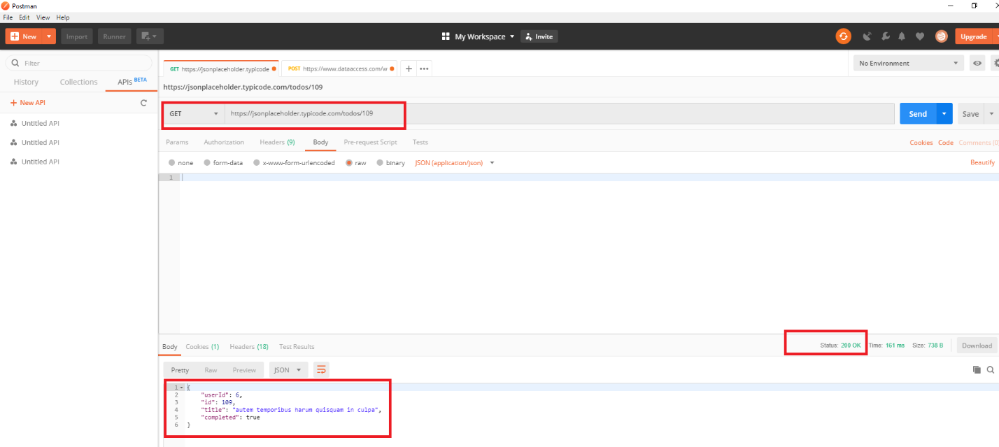 Postman
File Edit View Help
New Import Runner My Workspace Invite Upgrade
Filter
History Collections APIs BETA
New API
Untitled API
Untitled API
Untitled API
GET https://jsonplaceholder.typicode POST https://www.dataaccess.com/w No Environment
https://jsonplaceholder.typicode.com/todos/109
GET https://jsonplaceholder.typicode.com/todos/109 Send Save
Params Authorization Headers (9) Body Pre-request Script Tests Cookies Code Comments (0
none form-data x-www-form-urlencoded raw binary JSON (application/json) Beautify
1
Body Cookies (1) Headers (18) Test Results Status: 200 OK Time: 161 ms Size: 738 B Download
Pretty Raw Preview JSON
1 {
2 "userId": 6,
3 "id": 109,
4 "title": "autem temporibus harum quisquam in culpa",
5 "completed": true
6 }